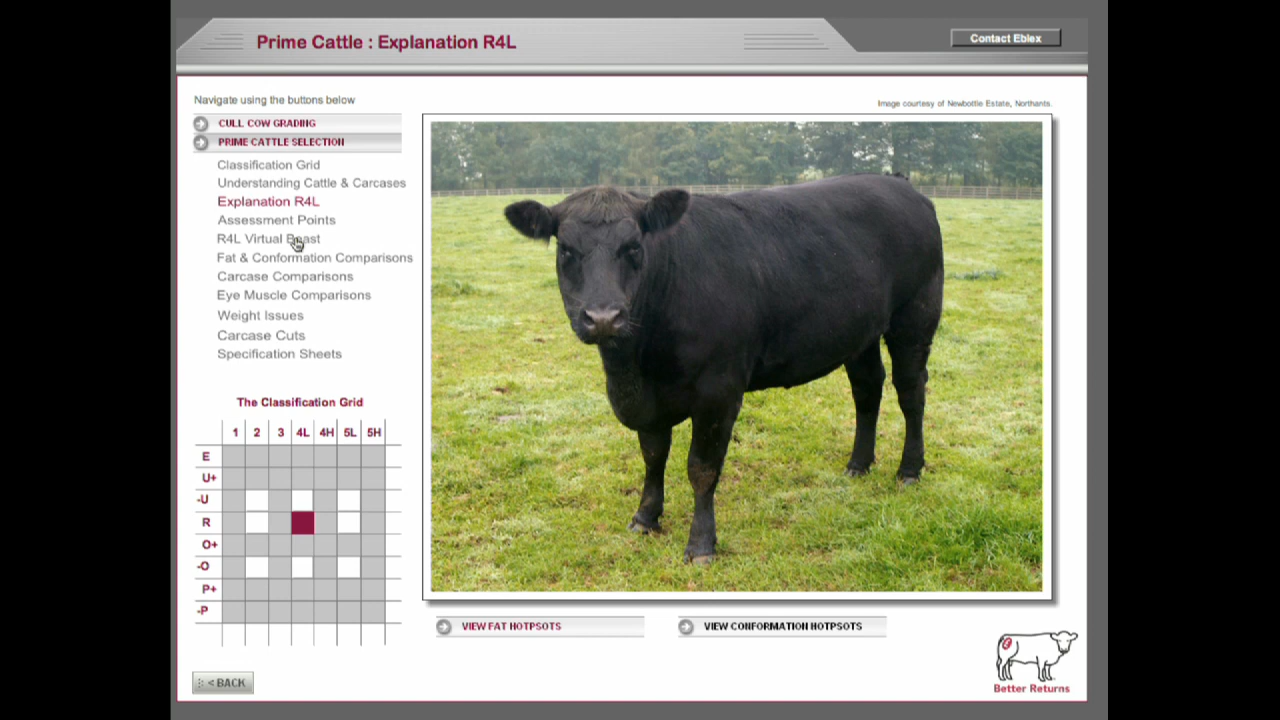 Prime Cattle : Explanation R4L
Contact Eblex
Navigate using the buttons below
Image courtesy of Newbottle Estate, Northants.
CULL COW GRADING
PRIME CATTLE SELECTION
Classification Grid
Understanding Cattle & Carcases
Explanation R4L
Assessment Points
R4L Virtual Beast
Fat & Conformation Comparisons
Carcase Comparisons
Eye Muscle Comparisons
Weight Issues
Carcase Cuts
Specification Sheets
The Classification Grid
1 2 3 4L 4H 5L 5H
E
U+
-U
R
O+
-O
P+
-P
VIEW FAT HOTPSOTS
VIEW CONFORMATION HOTPSOTS
< BACK
Better Returns